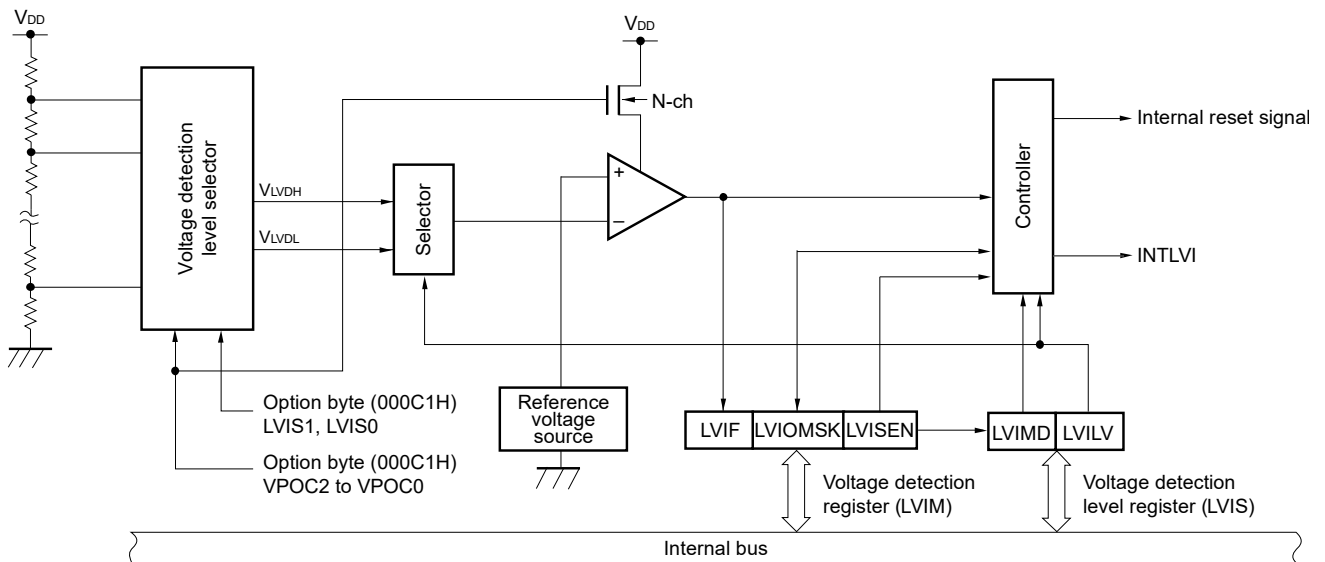 VDD
VDD
N-ch
Voltage detection
level selector
VLVDH
VLVDL
Selector
+
–
Controller
Internal reset signal
INTLVI
Option byte (000C1H)
LVIS1, LVIS0
Option byte (000C1H)
VPOC2 to VPOC0
Reference
voltage
source
LVIF
LVIOMSK
LVISEN
LVIMD
LVILV
Voltage detection
register (LVIM)
Voltage detection
level register (LVIS)
Internal bus